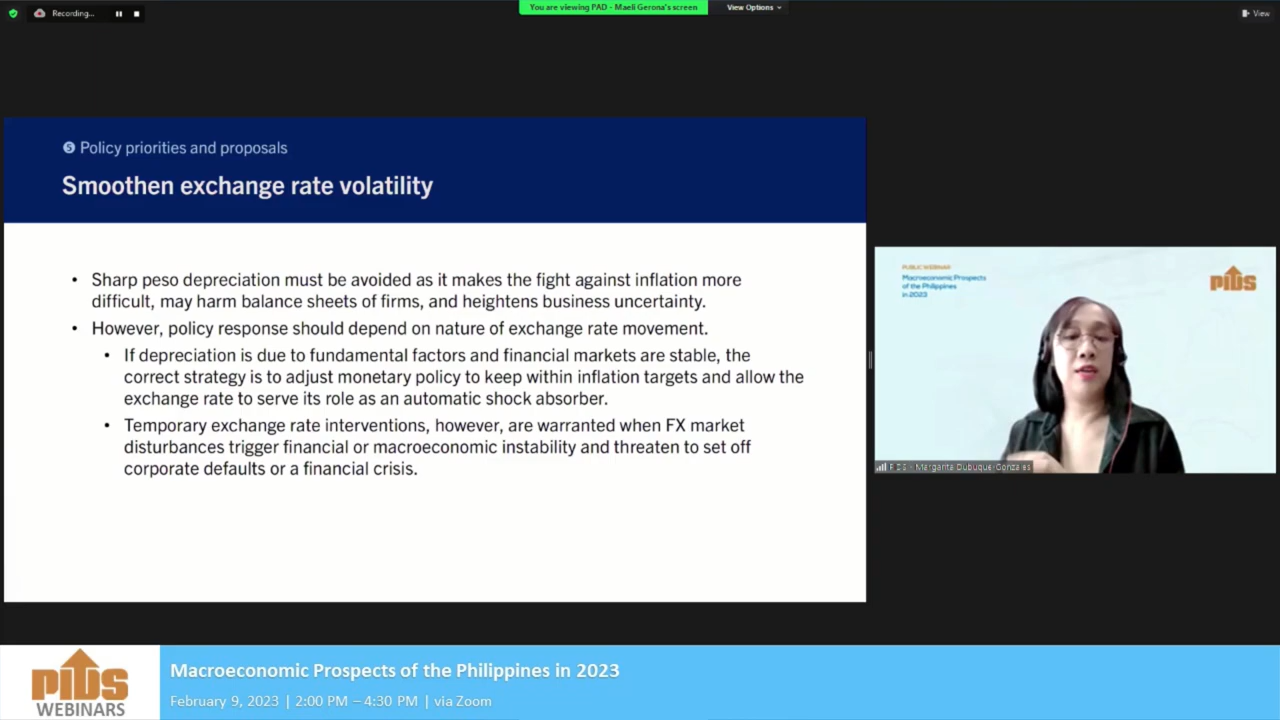 Recording...
You are viewing PAD - Maeli Gerona's screen
View Options
View
5 Policy priorities and proposals
Smoothen exchange rate volatility
• Sharp peso depreciation must be avoided as it makes the fight against inflation more
difficult, may harm balance sheets of firms, and heightens business uncertainty.
• However, policy response should depend on nature of exchange rate movement.
• If depreciation is due to fundamental factors and financial markets are stable, the
correct strategy is to adjust monetary policy to keep within inflation targets and allow the
exchange rate to serve its role as an automatic shock absorber.
• Temporary exchange rate interventions, however, are warranted when FX market
disturbances trigger financial or macroeconomic instability and threaten to set off
corporate defaults or a financial crisis.
PUBLIC WEBINAR
Macroeconomic Prospects
of the Philippines
in 2023
PIDS
PIDS - Margarita Dubuque-Gonzales
PIDS
WEBINARS
Macroeconomic Prospects of the Philippines in 2023
February 9, 2023 | 2:00 PM – 4:30 PM | via Zoom